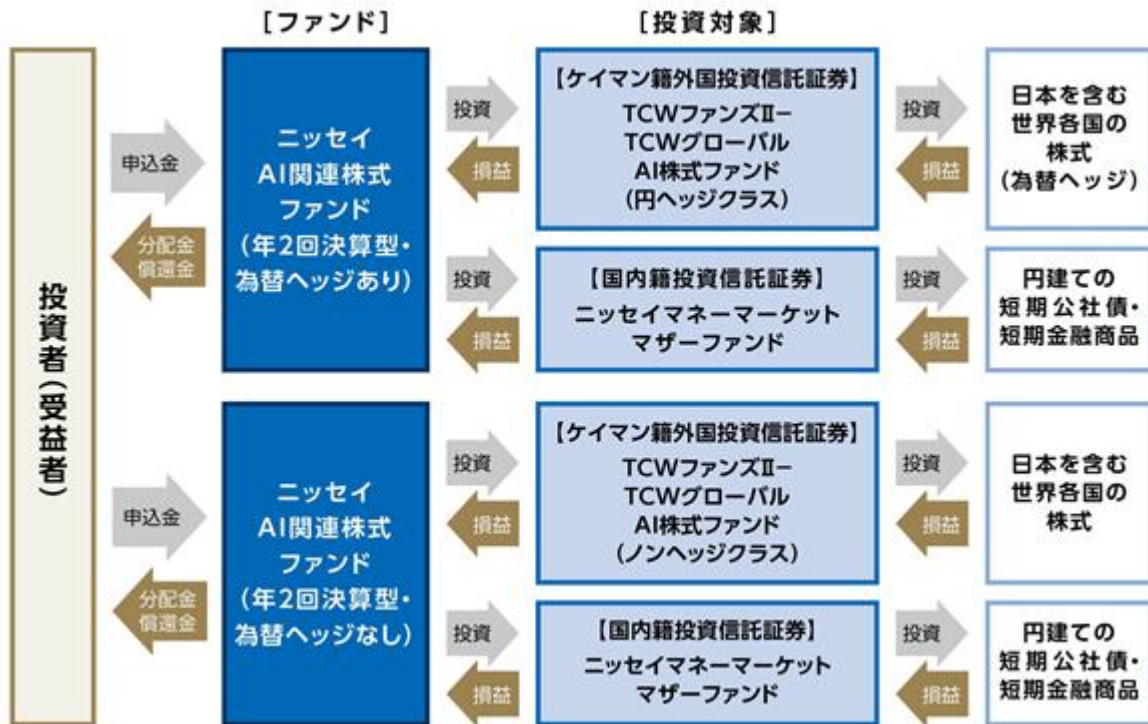 [ファンド]
[投資対象]
投資者(受益者)
申込金
分配金
償還金
ニッセイ
AI関連株式
ファンド
(年2回決算型・
為替ヘッジあり)
投資
損益
【ケイマン籍外国投資信託証券】
TCWファンズII−
TCWグローバル
AI株式ファンド
(円ヘッジクラス)
投資
損益
日本を含む
世界各国の
株式
(為替ヘッジ)
投資
損益
【国内籍投資信託証券】
ニッセイマネーマーケット
マザーファンド
投資
損益
円建ての
短期公社債・
短期金融商品
申込金
分配金
償還金
ニッセイ
AI関連株式
ファンド
(年2回決算型・
為替ヘッジなし)
投資
損益
【ケイマン籍外国投資信託証券】
TCWファンズII−
TCWグローバル
AI株式ファンド
(ノンヘッジクラス)
投資
損益
日本を含む
世界各国の
株式
投資
損益
【国内籍投資信託証券】
ニッセイマネーマーケット
マザーファンド
投資
損益
円建ての
短期公社債・
短期金融商品